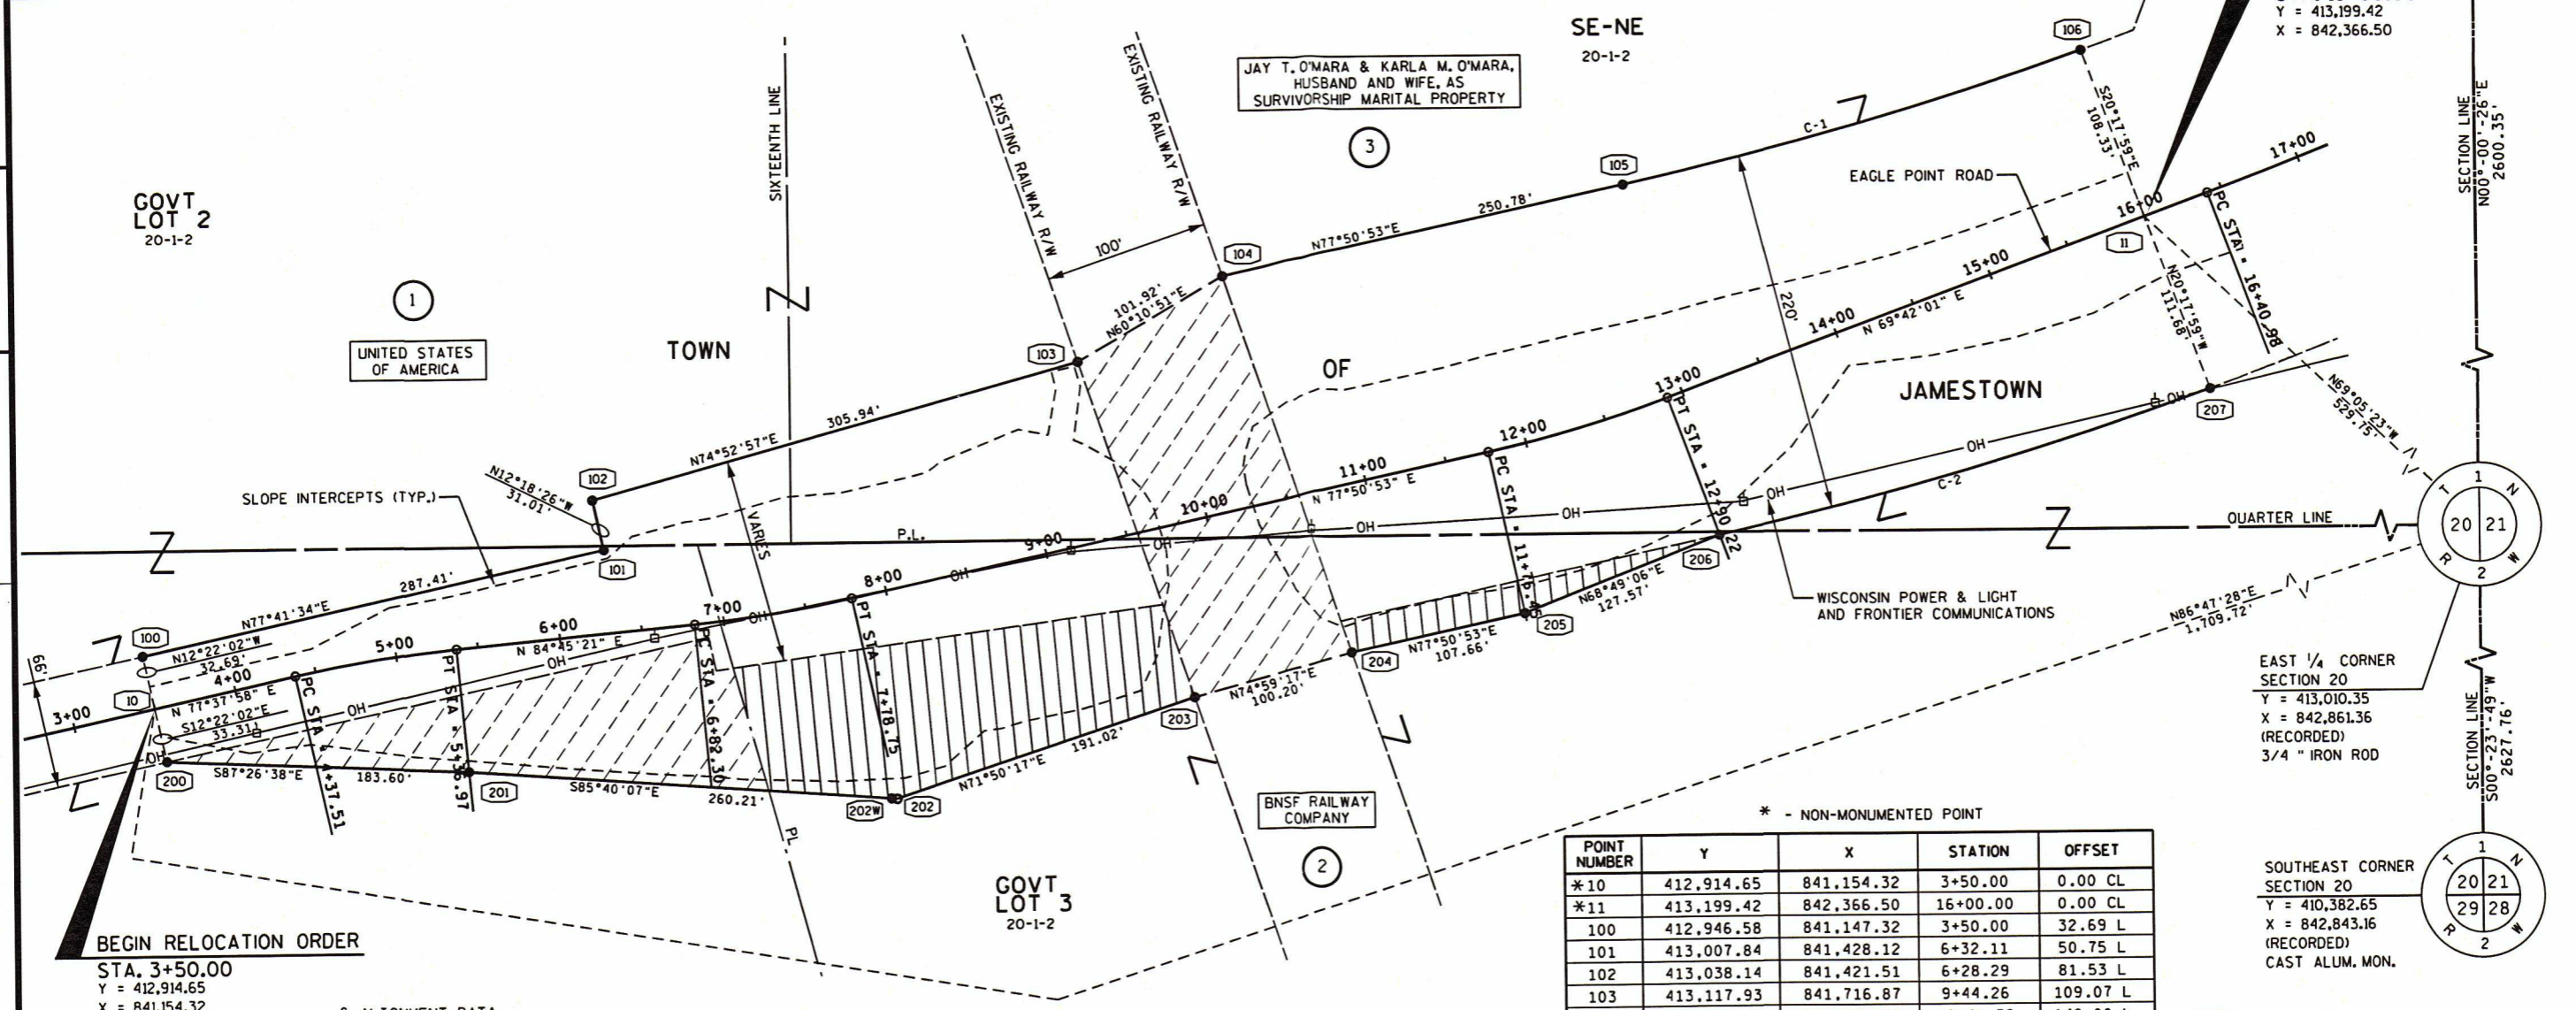 SE-NE
20-1-2
Y = 413,199.42
X = 842,366.50
106
JAY T. O'MARA & KARLA M. O'MARA,
HUSBAND AND WIFE, AS
SURVIVORSHIP MARITAL PROPERTY
3
SIXTEENTH LINE
EXISTING RAILWAY R/W
EXISTING RAILWAY R/W
C-1
S20°17'59"E
108.33'
SECTION LINE
N00°-00'-26"E
2600.35'
17+00
EAGLE POINT ROAD
105
GOVT
LOT 2
20-1-2
250.78'
N77°50'53"E
100'
104
16+00
11
PC STA = 16+40.98
15+00
N20°17'59"W
111.68'
1
UNITED STATES
OF AMERICA
TOWN
101.92'
N60°10'51"E
103
220'
14+00
N 69°42'01" E
OF
13+00
JAMESTOWN
N69°05'23"W
529.75'
305.94'
N74°52'57"E
OH
207
12+00
PT STA = 12+90.22
102
N12°18'26"W
31.01'
SLOPE INTERCEPTS (TYP.)
11+00
N 77°50'53" E
OH
OH
C-2
VARIES
10+00
PC STA = 11+76.45
OH
OH
P.L.
9+00
OH
QUARTER LINE
T
1
N
20
21
R
2
W
101
287.41'
N77°41'34"E
8+00
OH
206
N68°49'06"E
127.57'
WISCONSIN POWER & LIGHT
AND FRONTIER COMMUNICATIONS
N86°47'28"E
1,709.72'
100
66'
N12°22'02"W
32.69'
5+00
6+00
N 84°45'21" E
OH
7+00
OH
205
N77°50'53"E
107.66'
204
4+00
N 77°37'58" E
10
3+00
S12°22'02"E
33.31'
OH
OH
PC STA = 4+37.51
PT STA = 5+36.97
PC STA = 6+82.30
PT STA = 7+78.75
N74°59'17"E
100.20'
203
EAST 1/4 CORNER
SECTION 20
Y = 413,010.35
X = 842,861.36
(RECORDED)
3/4 " IRON ROD
SECTION LINE
S00°-23'-49"W
2627.76'
200
S87°26'38"E
183.60'
201
S85°40'07"E
260.21'
202W
202
N71°50'17"E
191.02'
PL
BNSF RAILWAY
COMPANY
2
GOVT
LOT 3
20-1-2
* - NON-MONUMENTED POINT
POINT NUMBER Y X STATION OFFSET
*10 412,914.65 841,154.32 3+50.00 0.00 CL
*11 413,199.42 842,366.50 16+00.00 0.00 CL
100 412,946.58 841,147.32 3+50.00 32.69 L
101 413,007.84 841,428.12 6+32.11 50.75 L
102 413,038.14 841,421.51 6+28.29 81.53 L
103 413,117.93 841,716.87 9+44.26 109.07 L
SOUTHEAST CORNER
SECTION 20
Y = 410,382.65
X = 842,843.16
(RECORDED)
CAST ALUM. MON.
T
1
N
20
21
29
28
R
2
W
BEGIN RELOCATION ORDER
STA. 3+50.00
Y = 412,914.65
X = 841,154.32